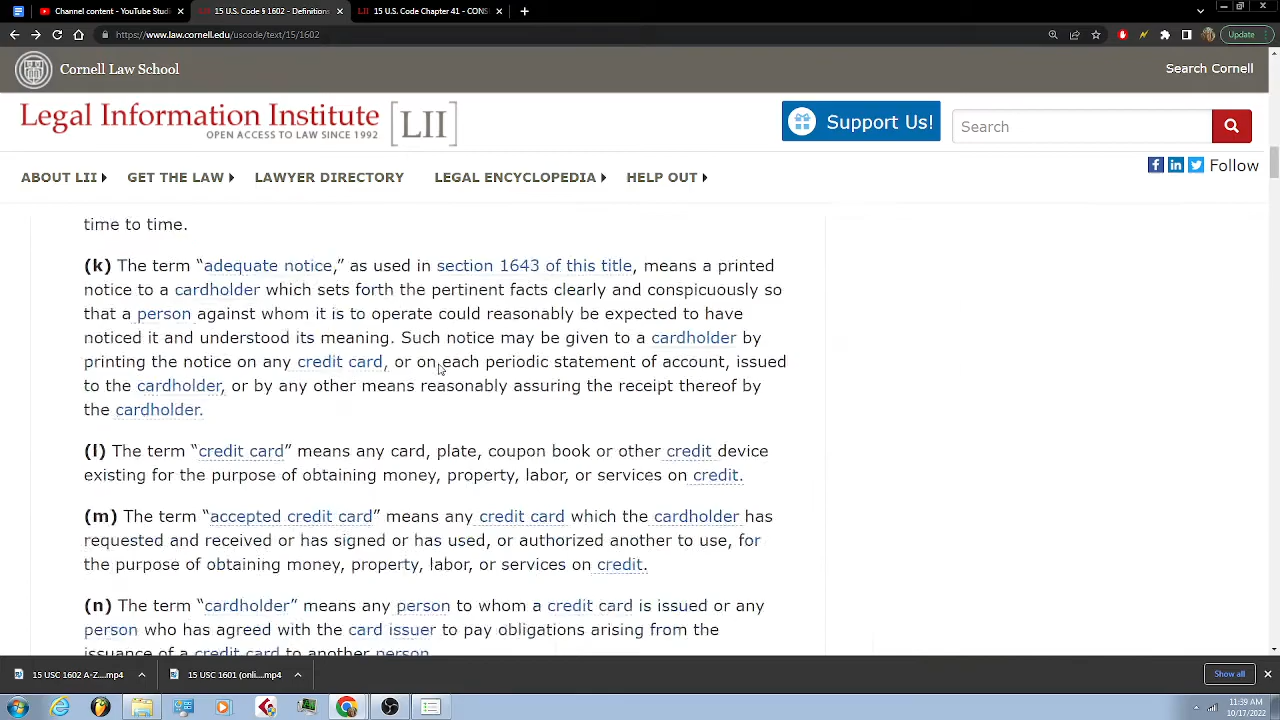 Channel content - YouTube Studi
15 U.S. Code § 1602 - Definitions
15 U.S. Code Chapter 41 - CONS
https://www.law.cornell.edu/uscode/text/15/1602
Update
Cornell Law School
Search Cornell
Legal Information Institute
OPEN ACCESS TO LAW SINCE 1992
[LII]
Support Us!
Search
Follow
ABOUT LII
GET THE LAW
LAWYER DIRECTORY
LEGAL ENCYCLOPEDIA
HELP OUT
time to time.
(k) The term “adequate notice,” as used in section 1643 of this title, means a printed
notice to a cardholder which sets forth the pertinent facts clearly and conspicuously so
that a person against whom it is to operate could reasonably be expected to have
noticed it and understood its meaning. Such notice may be given to a cardholder by
printing the notice on any credit card, or on each periodic statement of account, issued
to the cardholder, or by any other means reasonably assuring the receipt thereof by
the cardholder.
(l) The term “credit card” means any card, plate, coupon book or other credit device
existing for the purpose of obtaining money, property, labor, or services on credit.
(m) The term “accepted credit card” means any credit card which the cardholder has
requested and received or has signed or has used, or authorized another to use, for
the purpose of obtaining money, property, labor, or services on credit.
(n) The term “cardholder” means any person to whom a credit card is issued or any
person who has agreed with the card issuer to pay obligations arising from the
issuance of a credit card to another person.
15 USC 1602 A-Z....mp4
15 USC 1601 (onli....mp4
Show all
11:39 AM
10/17/2022